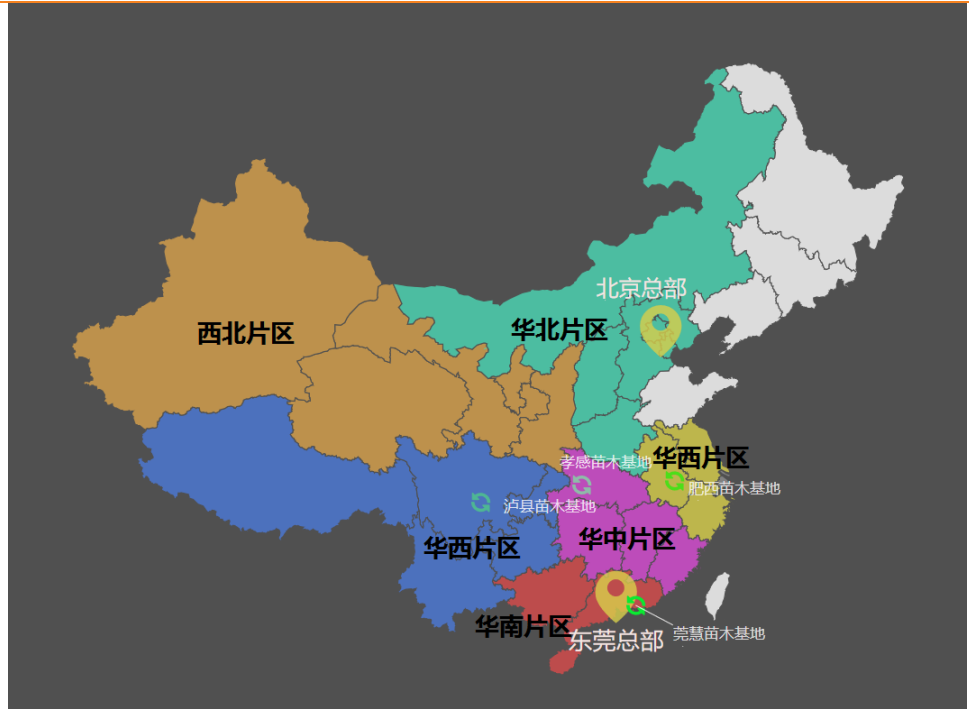 北京总部
西北片区
华北片区
华西片区
孝感苗木基地
肥西苗木基地
泸县苗木基地
华中片区
华西片区
华南片区
东莞总部
莞慧苗木基地